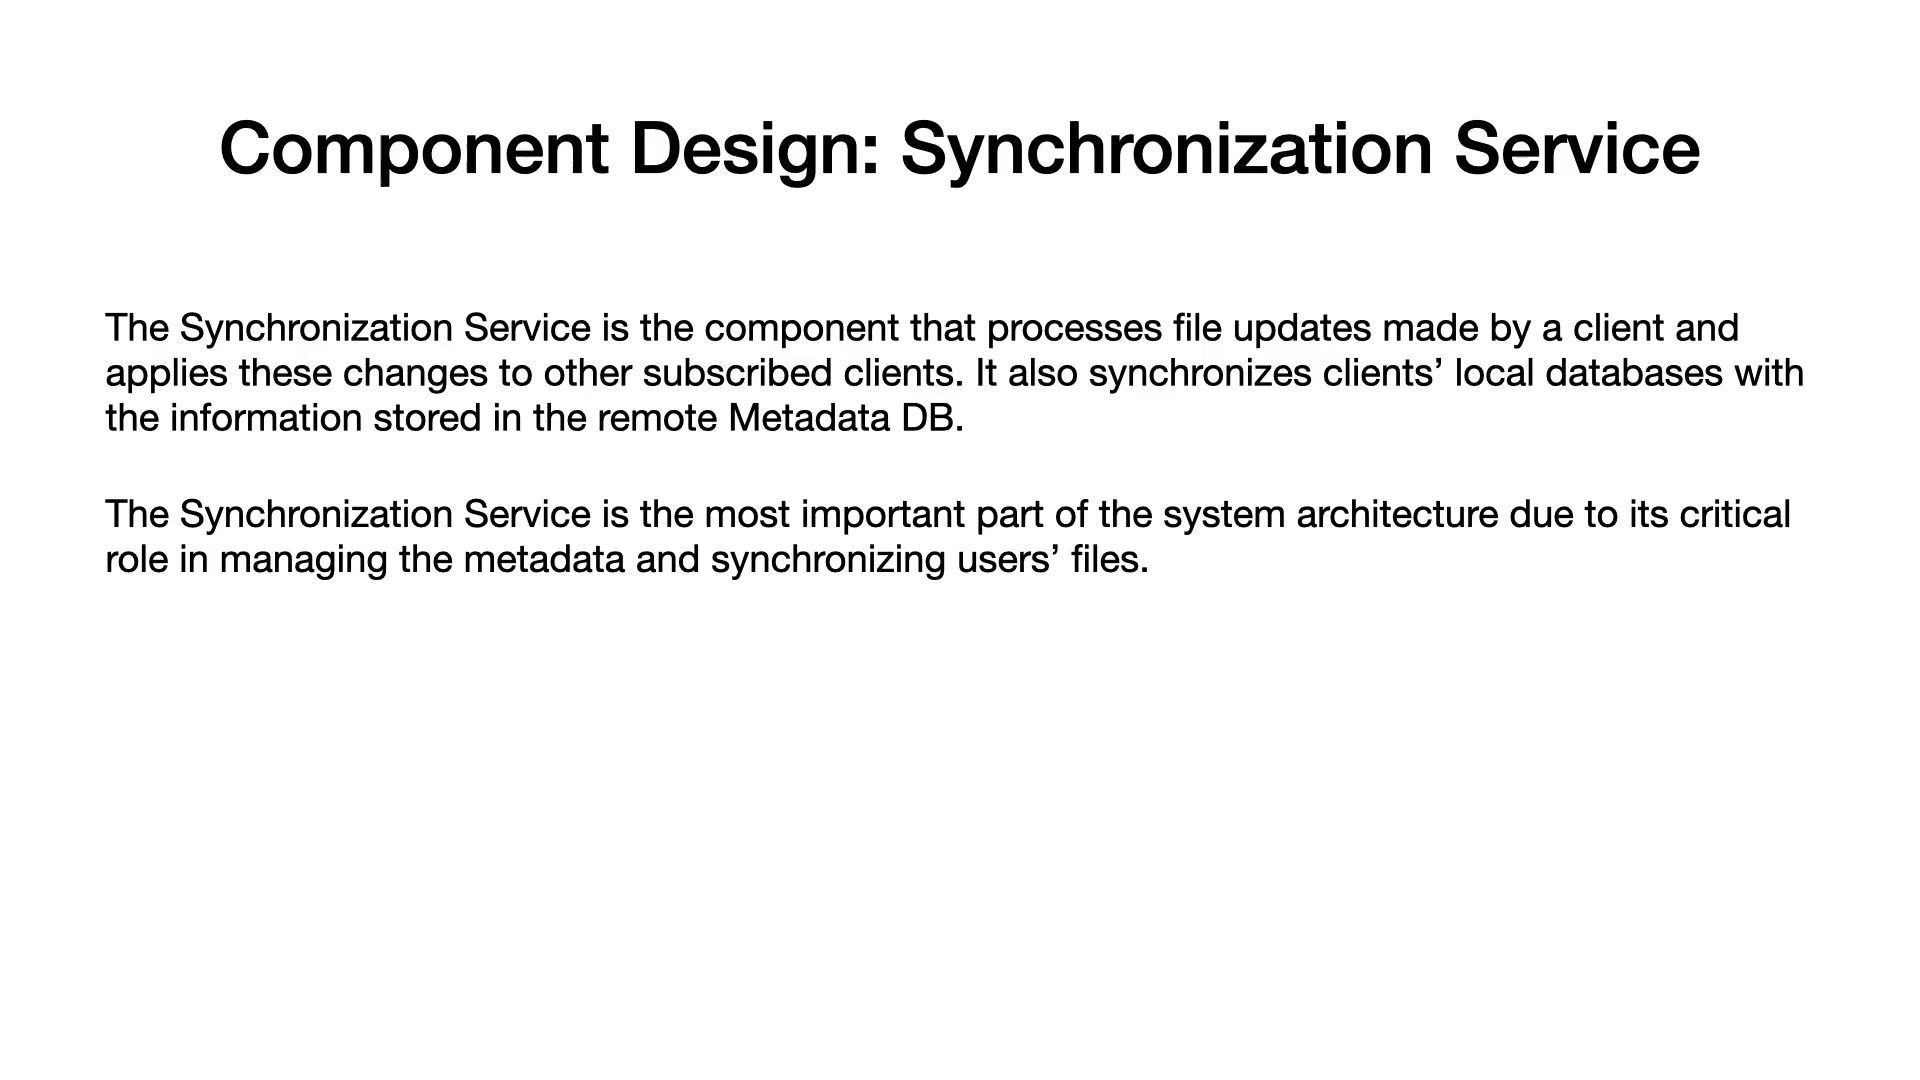 Component Design: Synchronization Service
The Synchronization Service is the component that processes file updates made by a client and
applies these changes to other subscribed clients. It also synchronizes clients’ local databases with
the information stored in the remote Metadata DB.
The Synchronization Service is the most important part of the system architecture due to its critical
role in managing the metadata and synchronizing users’ files.